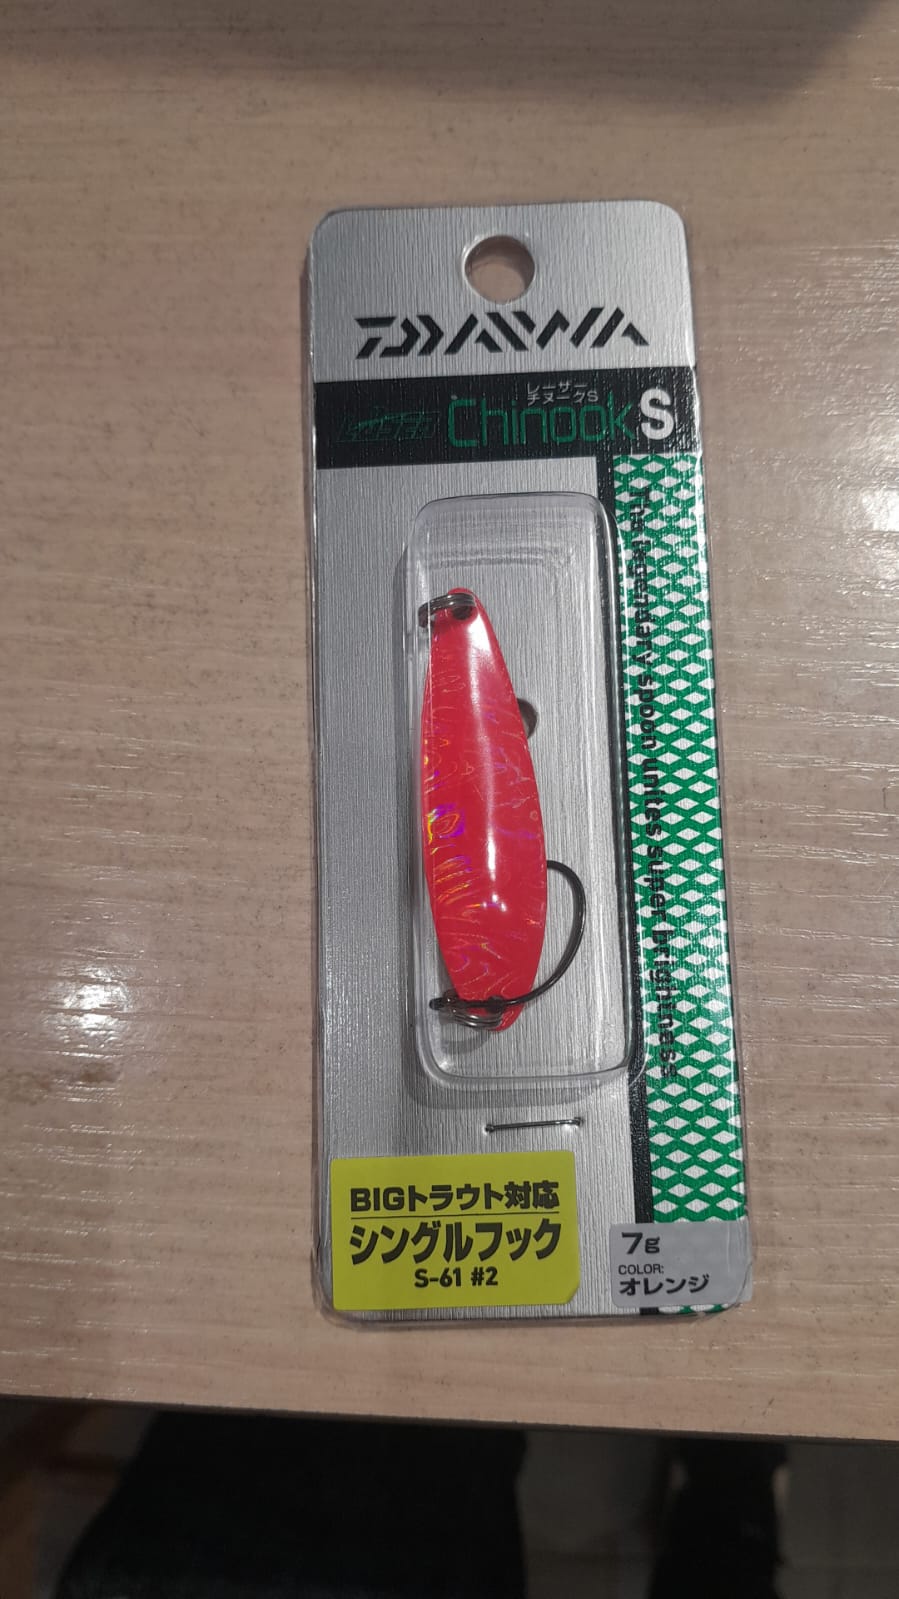 DAIWA
レーザー
チヌークS
LASER Chinook S
The legendary spoon unites super brightness
BIGトラウト対応
シングルフック
S-61 #2
7g
COLOR:
オレンジ